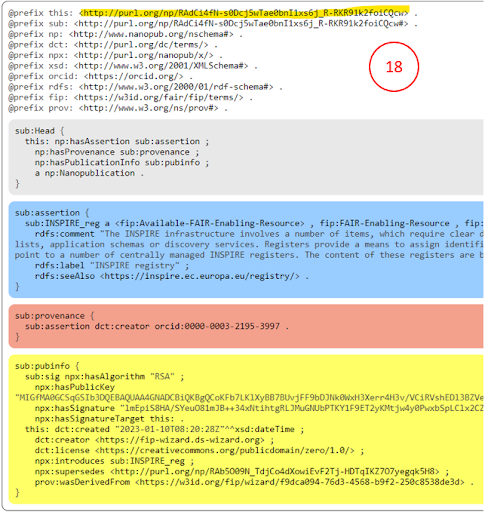 @prefix this: <http://purl.org/np/RAdCi4fN-s0Dcj5wTae0bnI1xs6j_R-RKR91k2foiCQcw> .
@prefix sub: <http://purl.org/np/RAdCi4fN-s0Dcj5wTae0bnI1xs6j_R-RKR91k2foiCQcw#> .
@prefix np: <http://www.nanopub.org/nschema#> .
@prefix dct: <http://purl.org/dc/terms/> .
@prefix npx: <http://purl.org/nanopub/x/> .
@prefix xsd: <http://www.w3.org/2001/XMLSchema#> .
@prefix orcid: <https://orcid.org/> .
@prefix rdfs: <http://www.w3.org/2000/01/rdf-schema#> .
@prefix fip: <https://w3id.org/fair/fip/terms/> .
@prefix prov: <http://www.w3.org/ns/prov#> .
18
sub:Head {
this: np:hasAssertion sub:assertion ;
np:hasProvenance sub:provenance ;
np:hasPublicationInfo sub:pubinfo ;
a np:Nanopublication .
}
sub:assertion {
sub:INSPIRE_reg a <fip:Available-FAIR-Enabling-Resource> , fip:FAIR-Enabling-Resource , fip:
rdfs:comment "The INSPIRE infrastructure involves a number of items, which require clear d
lists, application schemas or discovery services. Registers provide a means to assign identifi
point to a number of centrally managed INSPIRE registers. The content of these registers are b
rdfs:label "INSPIRE registry" ;
rdfs:seeAlso <https://inspire.ec.europa.eu/registry/> .
}
sub:provenance {
sub:assertion dct:creator orcid:0000-0003-2195-3997 .
}
sub:pubinfo {
sub:sig npx:hasAlgorithm "RSA" ;
npx:hasPublicKey
"MIGfMA0GCSqGSIb3DQEBAQUAA4GNADCBiQKBgQCoKFb7LKlXyBB7BUvjFF9bDJNk0WxH3Xerr4H3v/VCiRVshEDl3BZVe
npx:hasSignature "lmEpiS8HA/SYeuO81mJB++34xNtihtgRLJMuGNUbPTKY1F9ET2yKMtjw4y0PwxbSpLC1x2CZ
npx:hasSignatureTarget this: .
this: dct:created "2023-01-10T08:20:28Z"^^xsd:dateTime ;
dct:creator <https://fip-wizard.ds-wizard.org> ;
dct:license <https://creativecommons.org/publicdomain/zero/1.0/> ;
npx:introduces sub:INSPIRE_reg ;
npx:supersedes <http://purl.org/np/RAb5O09N_TdjCo4dXowiEvF2Tj-HDTqIKZ7O7yegqk5H8> ;
prov:wasDerivedFrom <https://w3id.org/fip/wizard/f9dca094-76d3-4568-b9f2-250c8538de3d> .
}